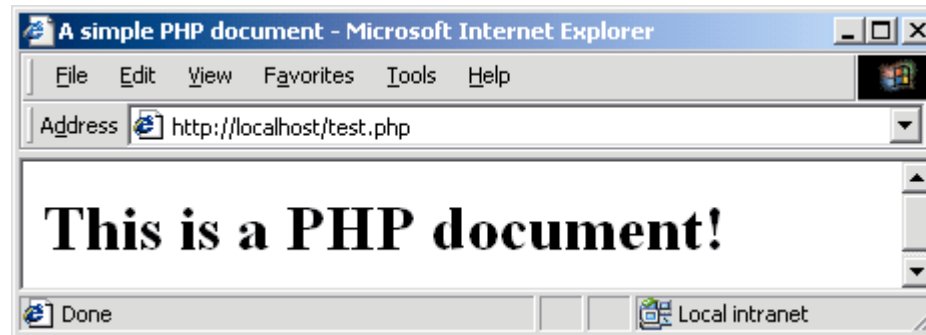 A simple PHP document - Microsoft Internet Explorer
File Edit View Favorites Tools Help
Address http://localhost/test.php
This is a PHP document!
Done Local intranet